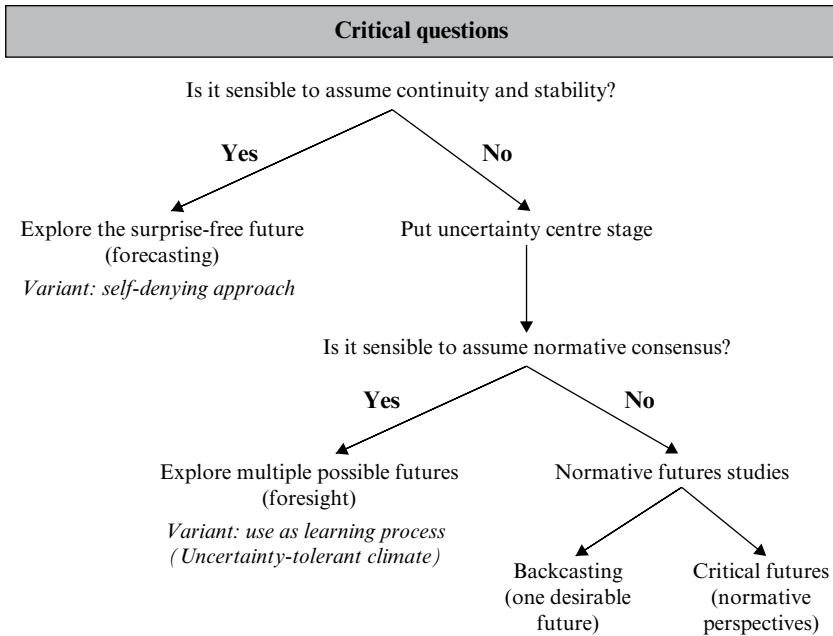 Critical questions
Is it sensible to assume continuity and stability?
Yes
No
Explore the surprise-free future
(forecasting)
Variant: self-denying approach
Put uncertainty centre stage
Is it sensible to assume normative consensus?
Yes
No
Explore multiple possible futures
(foresight)
Variant: use as learning process
(Uncertainty-tolerant climate)
Normative futures studies
Backcasting
(one desirable
future)
Critical futures
(normative
perspectives)